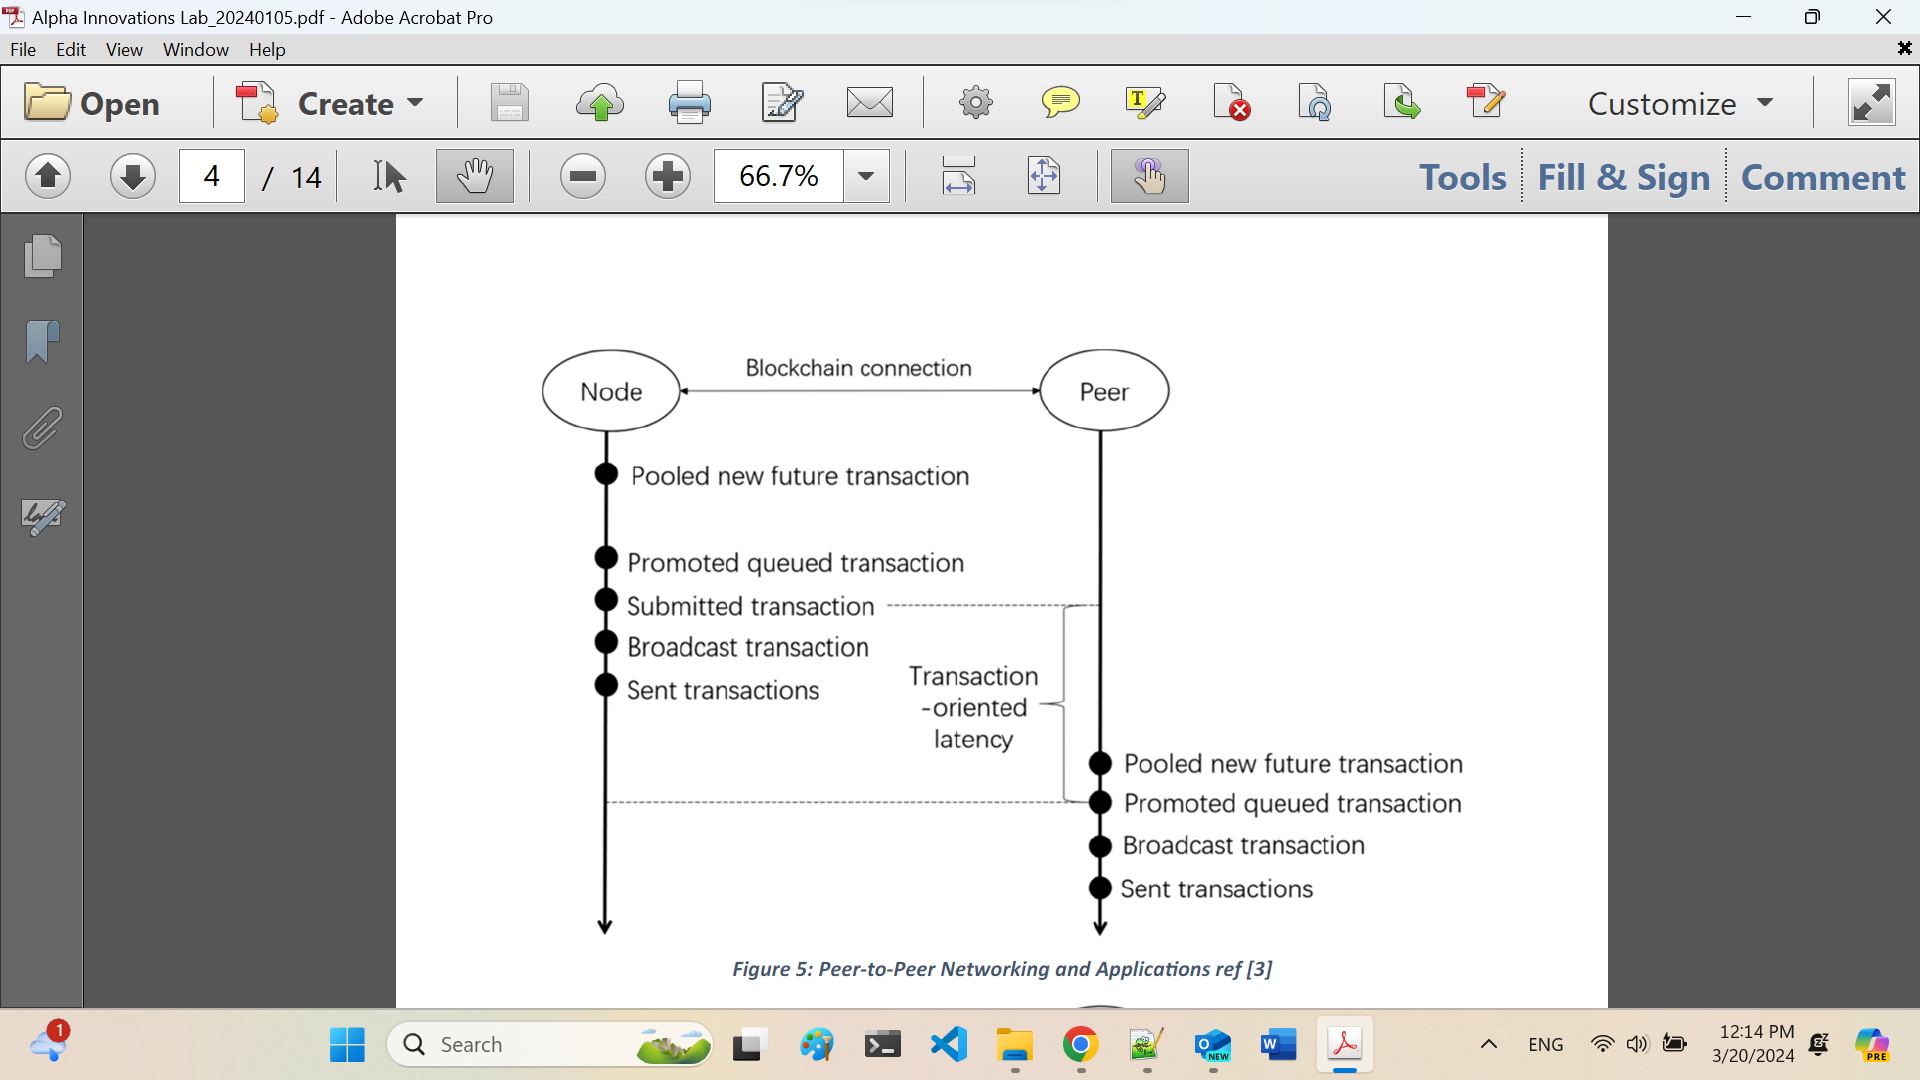 Alpha Innovations Lab_20240105.pdf - Adobe Acrobat Pro
File Edit View Window Help
Open Create Customize
4 / 14 66.7% Tools Fill & Sign Comment
Blockchain connection
Node Peer
Pooled new future transaction
Promoted queued transaction
Submitted transaction
Broadcast transaction
Sent transactions
Transaction
-oriented
latency
Pooled new future transaction
Promoted queued transaction
Broadcast transaction
Sent transactions
Figure 5: Peer-to-Peer Networking and Applications ref [3]
1 Search NEW W ENG 12:14 PM PRE
3/20/2024